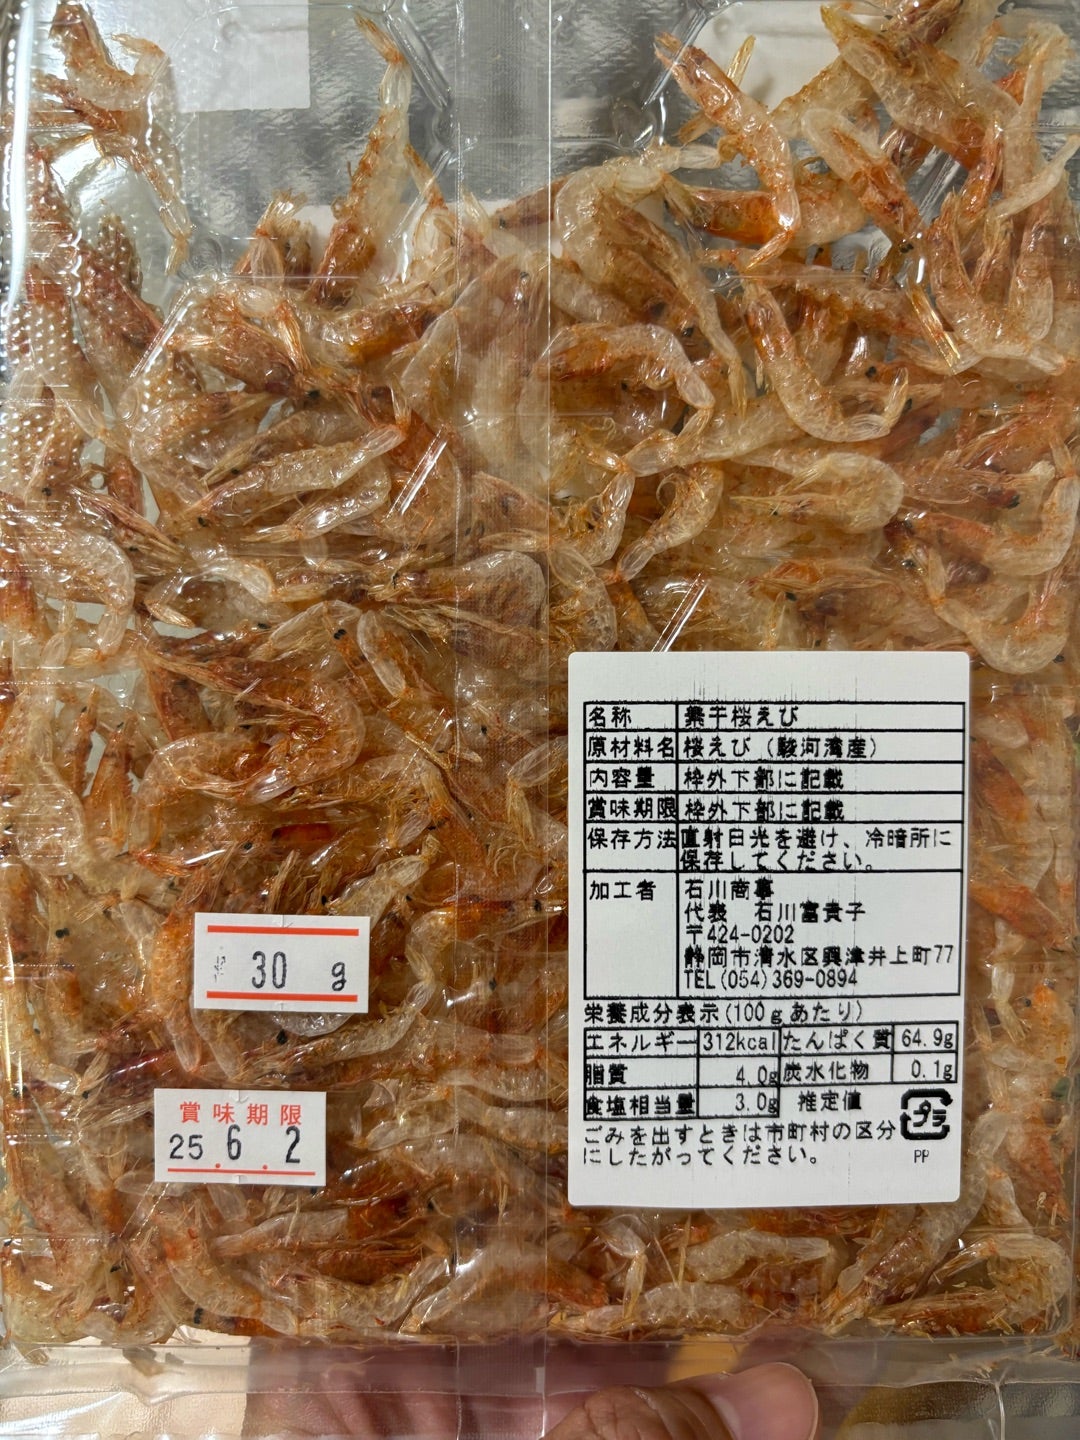 名称 素干桜えび
原材料名 桜えび（駿河湾産）
内容量 枠外下部に記載
賞味期限 枠外下部に記載
保存方法 直射日光を避け、冷暗所に
保存してください。
加工者 石川商事
代表 石川富貴子
〒424-0202
静岡市清水区興津井上町77
TEL(054)369-0894
栄養成分表示(100gあたり)
エネルギー 312kcal たんぱく質 64.9g
脂質 4.0g 炭水化物 0.1g
食塩相当量 3.0g 推定値
ごみを出すときは市町村の区分
にしたがってください。
プラ
PP
30 g
賞味期限
25.6.2